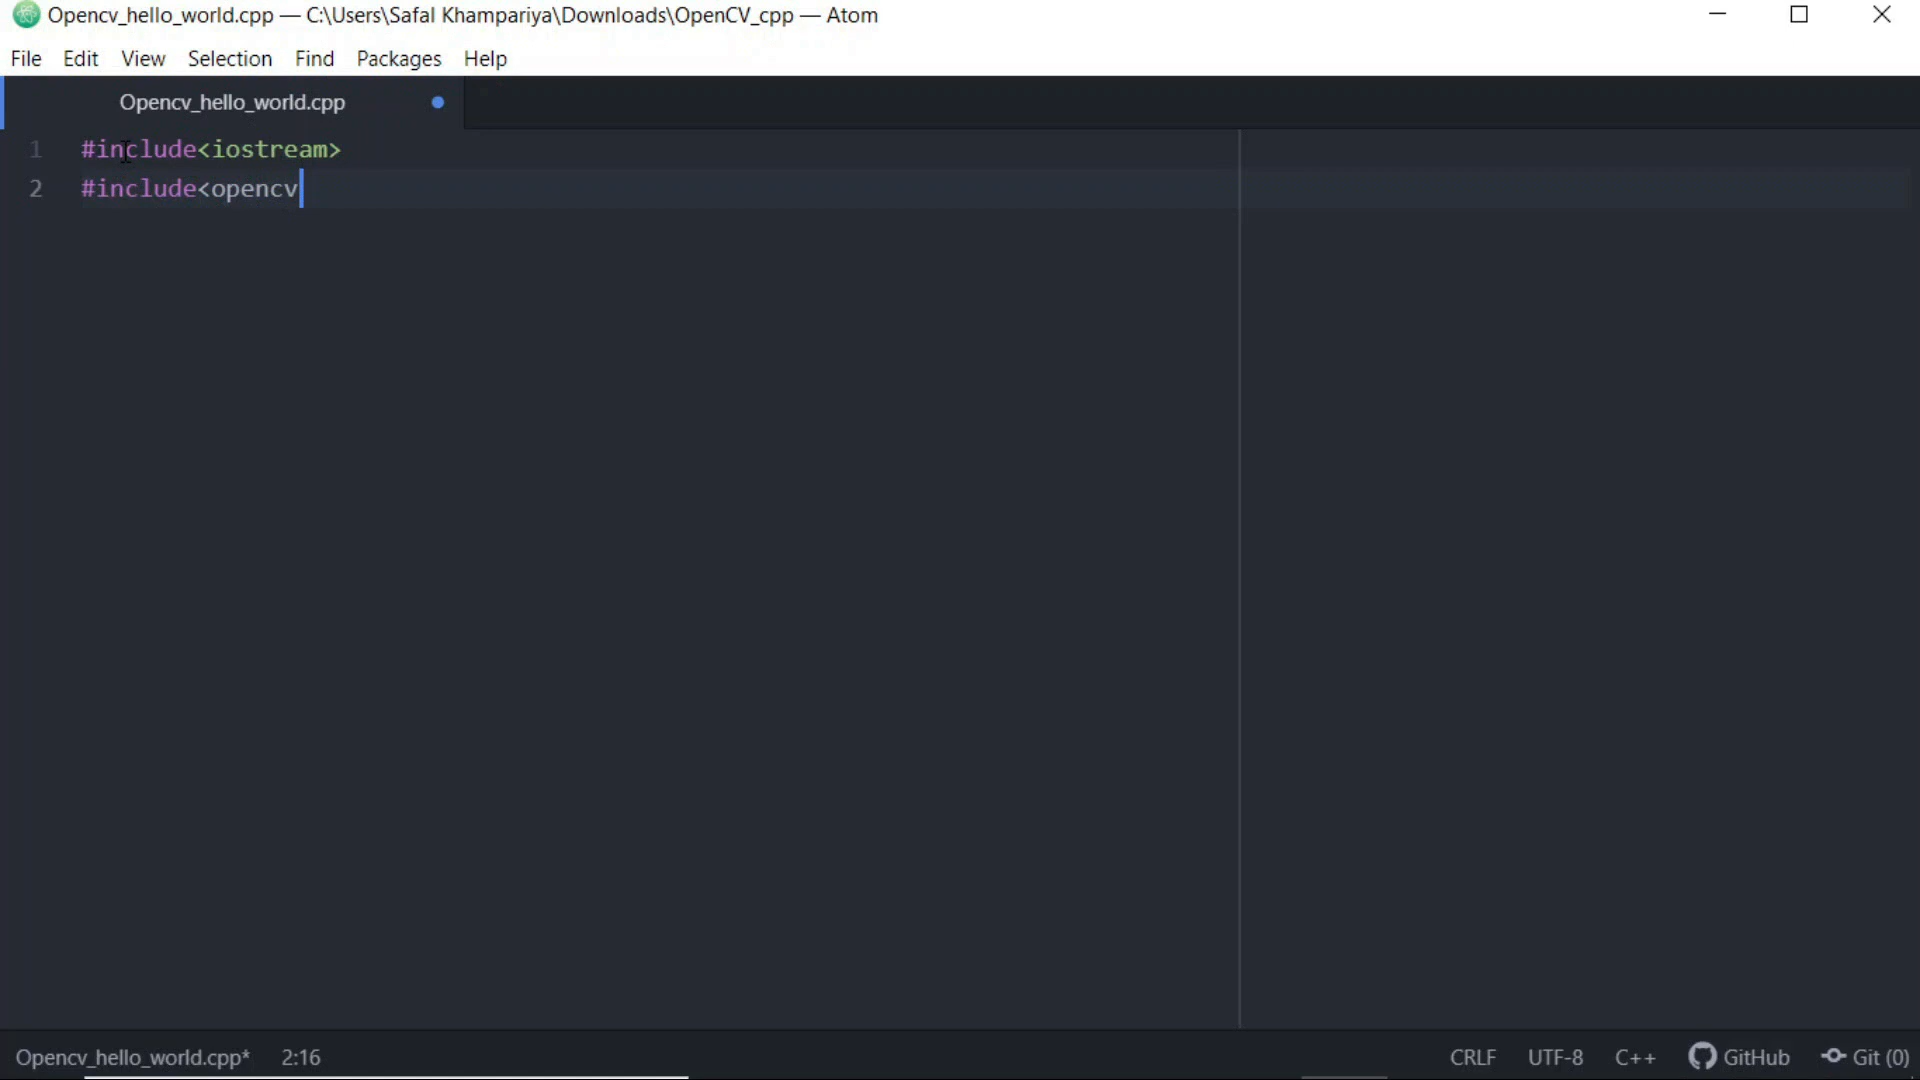 Opencv_hello_world.cpp — C:\Users\Safal Khampariya\Downloads\OpenCV_cpp — Atom
File Edit View Selection Find Packages Help
Opencv_hello_world.cpp
1 #include<iostream>
2 #include<opencv
Opencv_hello_world.cpp* 2:16 CRLF UTF-8 C++ GitHub Git (0)